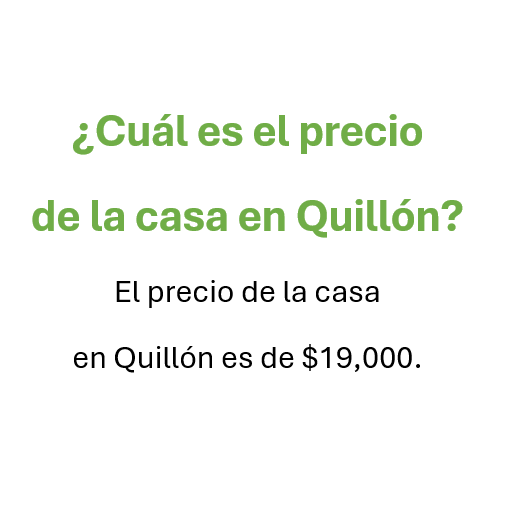 ¿Cuál es el precio
de la casa en Quillón?
El precio de la casa
en Quillón es de $19,000.